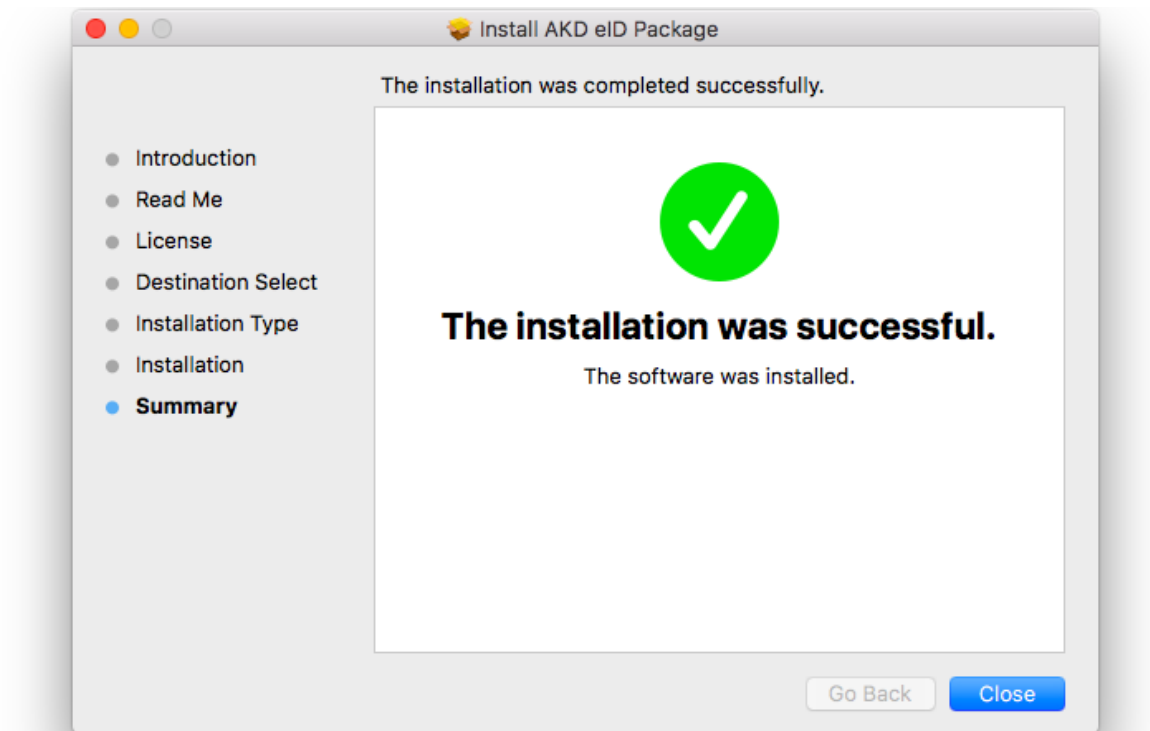 Install AKD eID Package
The installation was completed successfully.
Introduction
Read Me
License
Destination Select
Installation Type
Installation
Summary
The installation was successful.
The software was installed.
Go Back
Close